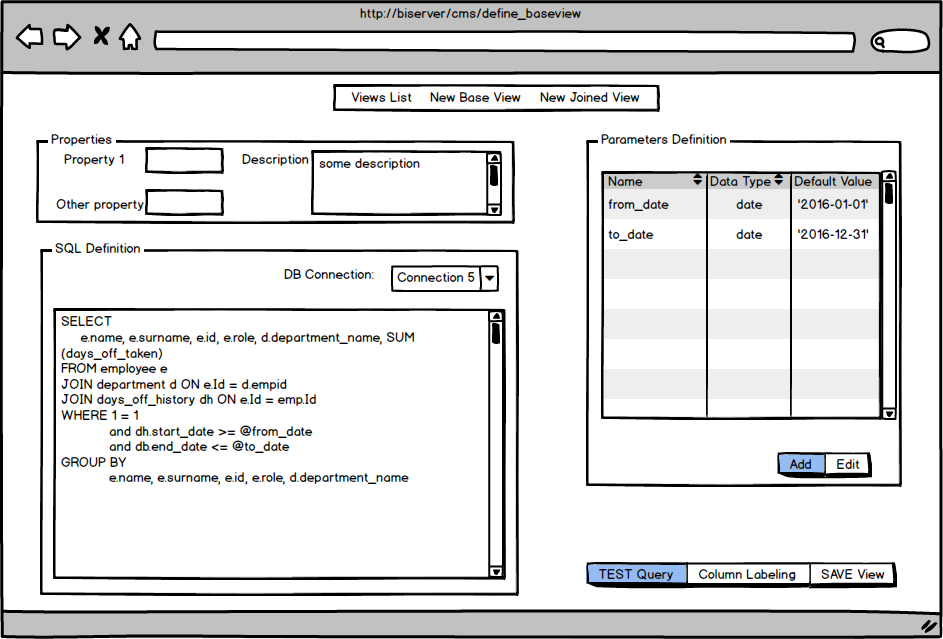 http://biserver/cms/define_baseview
Views List New Base View New Joined View
Properties
Property 1
Description
some description
Other property
SQL Definition
DB Connection:
Connection 5
SELECT
e.name, e.surname, e.id, e.role, d.department_name, SUM
(days_off_taken)
FROM employee e
JOIN department d ON e.Id = d.empid
JOIN days_off_history dh ON e.Id = emp.Id
WHERE 1 = 1
and dh.start_date >= @from_date
and db.end_date <= @to_date
GROUP BY
e.name, e.surname, e.id, e.role, d.department_name
Parameters Definition
Name Data Type Default Value
from_date date '2016-01-01'
to_date date '2016-12-31'
Add Edit
TEST Query Column Labeling SAVE View